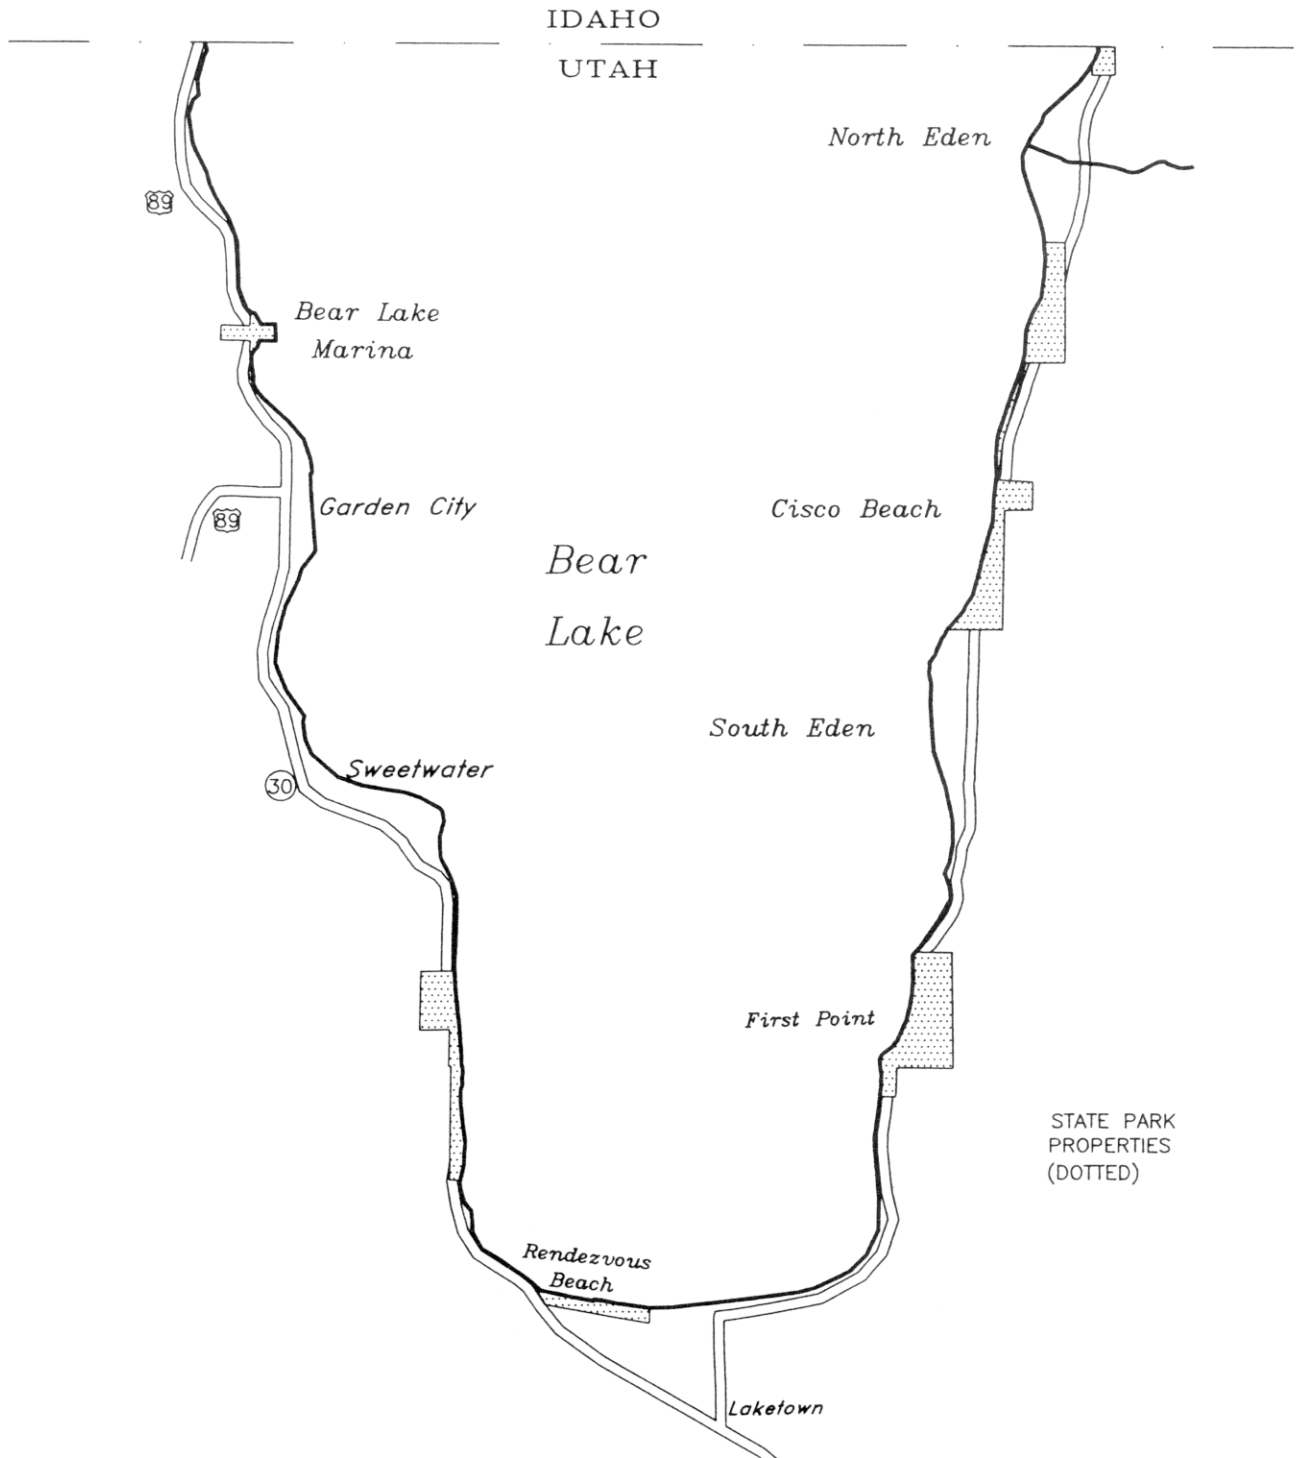 IDAHO
UTAH
North Eden
89
Bear Lake
Marina
Garden City
Cisco Beach
89
Bear
Lake
South Eden
Sweetwater
30
First Point
STATE PARK
PROPERTIES
(DOTTED)
Rendezvous
Beach
Laketown